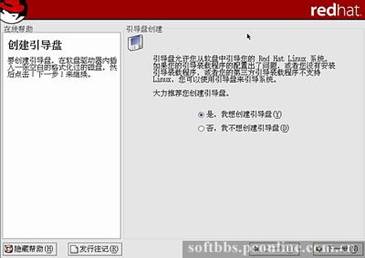 redhat.
在线帮助
引导盘创建
创建引导盘
要创建引导盘，在软盘驱动器内插
入一张空白的格式化过的磁盘，然
后点击「下一步」来继续。
引导盘允许您从软盘中引导您的 Red Hat Linux 系统。
如果您的引导装载程序的配置出了问题，或者您没有安装
引导装载程序，或者您的第三方引导装载程序不支持
Linux，您可以使用引导盘来引导系统。
大力推荐您创建引导盘。
是，我想创建引导盘(Y)
否，我不想创建引导盘(D)
隐藏帮助(H)
发行注记(R)
softbbs.pconline.com.cn